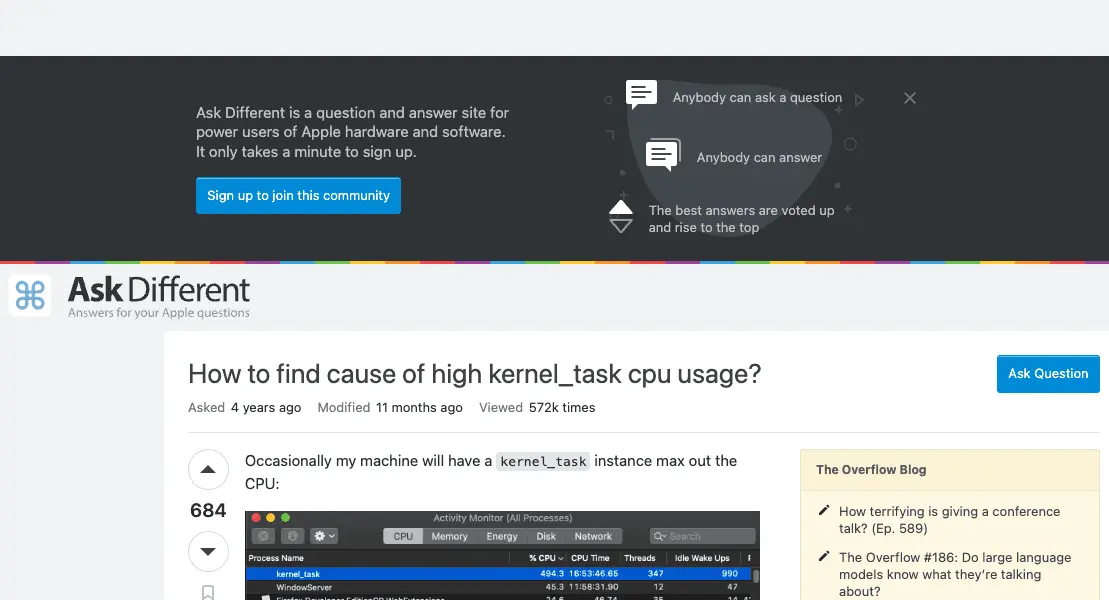 Ask Different is a question and answer site for
power users of Apple hardware and software.
It only takes a minute to sign up.
Sign up to join this community
Anybody can ask a question
Anybody can answer
The best answers are voted up
and rise to the top
Ask Different
Answers for your Apple questions
How to find cause of high kernel_task cpu usage?
Ask Question
Asked 4 years ago Modified 11 months ago Viewed 572k times
Occasionally my machine will have a kernel_task instance max out the
CPU:
684
Activity Monitor (All Processes)
CPU Memory Energy Disk Network Search
Process Name % CPU CPU Time Threads Idle Wake Ups
kernel_task 494.3 16:53:46.65 347 990
WindowServer 45.3 11:58:31.90 12 47
The Overflow Blog
How terrifying is giving a conference
talk? (Ep. 589)
The Overflow #186: Do large language
models know what they're talking
about?